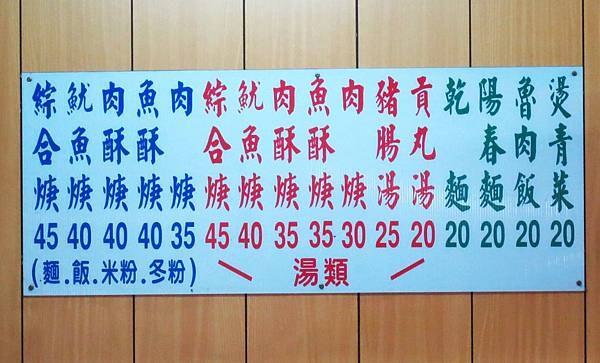 綜合焿 45
魷魚焿 40
肉酥焿 40
魚酥焿 40
肉焿 35
(麵.飯.米粉.冬粉)
綜合焿 45
魷魚焿 40
肉酥焿 35
魚酥焿 35
肉焿 30
豬腸湯 25
貢丸湯 20
湯類
乾麵 20
陽春麵 20
魯肉飯 20
燙青菜 20